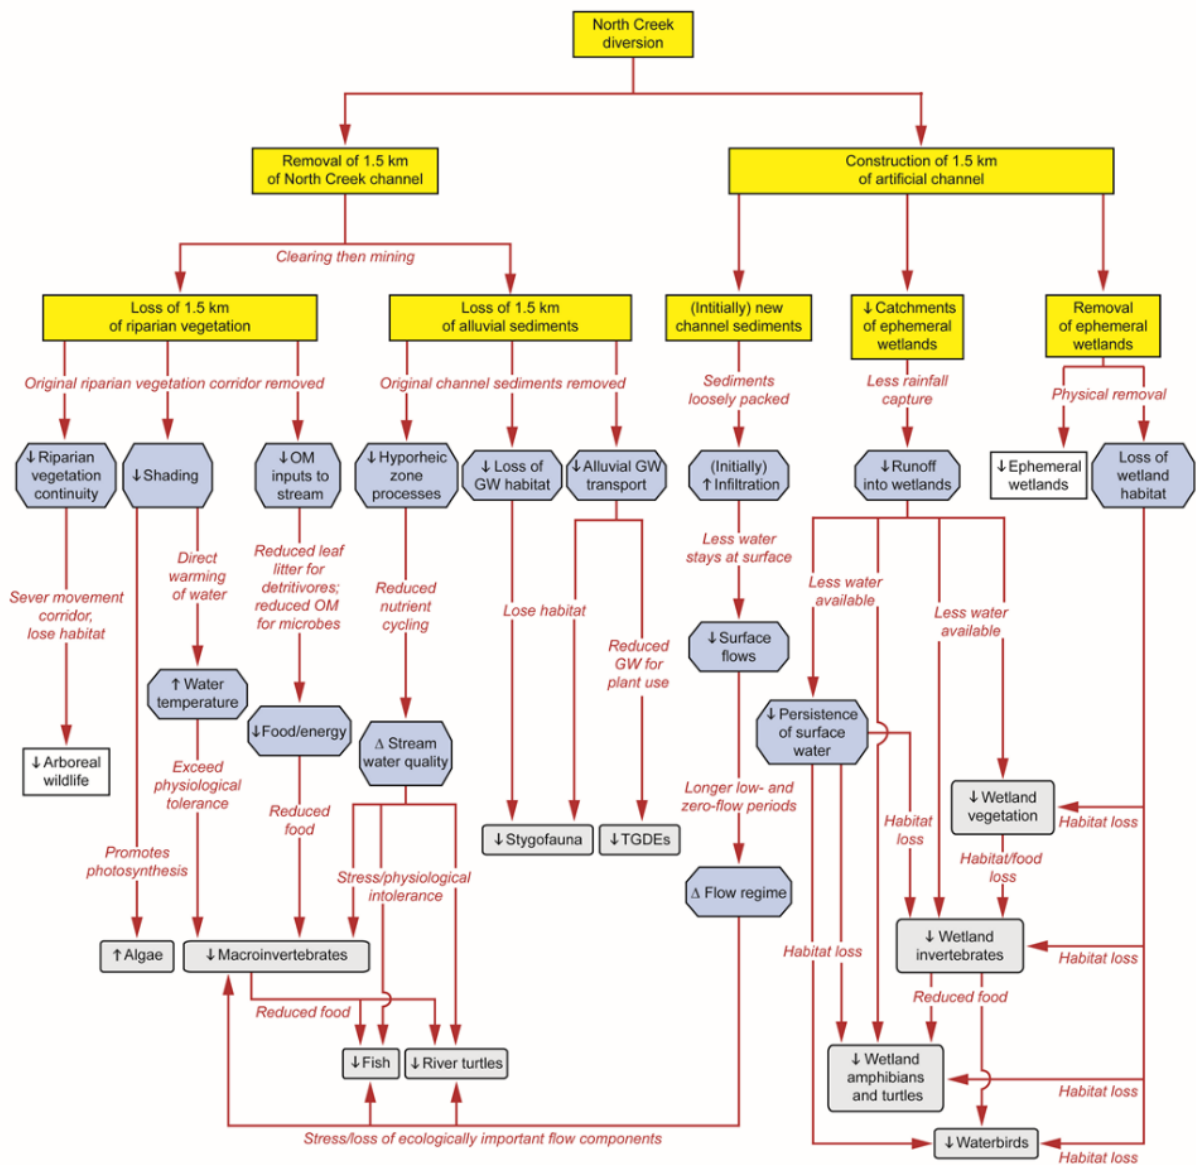 North Creek
diversion
Removal of 1.5 km
of North Creek channel
Construction of 1.5 km
of artificial channel
Clearing then mining
Loss of 1.5 km
of riparian vegetation
Loss of 1.5 km
of alluvial sediments
(Intitially) new
channel sediments
↓ Catchments
of ephemeral
wetlands
Removal
of ephemeral
wetlands
Original riparian vegetation corridor removed
Original channel sediments removed
Sediments
loosely packed
Less rainfall
capture
Physical removal
↓ Riparian
vegetation
continuity
↓ Shading
↓ OM
inputs to
stream
↓ Hyporheic
zone
processes
↓ Loss of
GW habitat
↓ Alluvial GW
transport
(Initially)
↑ Infiltration
↓ Runoff
into wetlands
↓ Ephemeral
wetlands
Loss of
wetland
habitat
Sever movement
corridor,
lose habitat
Direct
warming
of water
Reduced leaf
litter for
detritivores;
reduced OM
for microbes
Reduced
nutrient
cycling
Lose habitat
Reduced
GW for
plant use
Less water
stays at surface
Less water
available
Less water
available
↓ Surface
flows
↑ Water
temperature
↓ Food/energy
Δ Stream
water quality
↓ Persistence
of surface
water
↓ Arboreal
wildlife
Exceed
physiological
tolerance
Reduced
food
Longer low- and
zero-flow periods
↓ Wetland
vegetation
Habitat loss
Habitat
loss
↓ Stygofauna
↓ TGDEs
Promotes
photosynthesis
Stress/physiological
intolerance
Habitat/food
loss
Δ Flow regime
↑ Algae
↓ Macroinvertebrates
↓ Wetland
invertebrates
Habitat loss
Habitat loss
Reduced food
Reduced food
↓ Fish
↓ River turtles
↓ Wetland
amphibians
and turtles
Habitat loss
Stress/loss of ecologically important flow components
↓ Waterbirds
Habitat loss